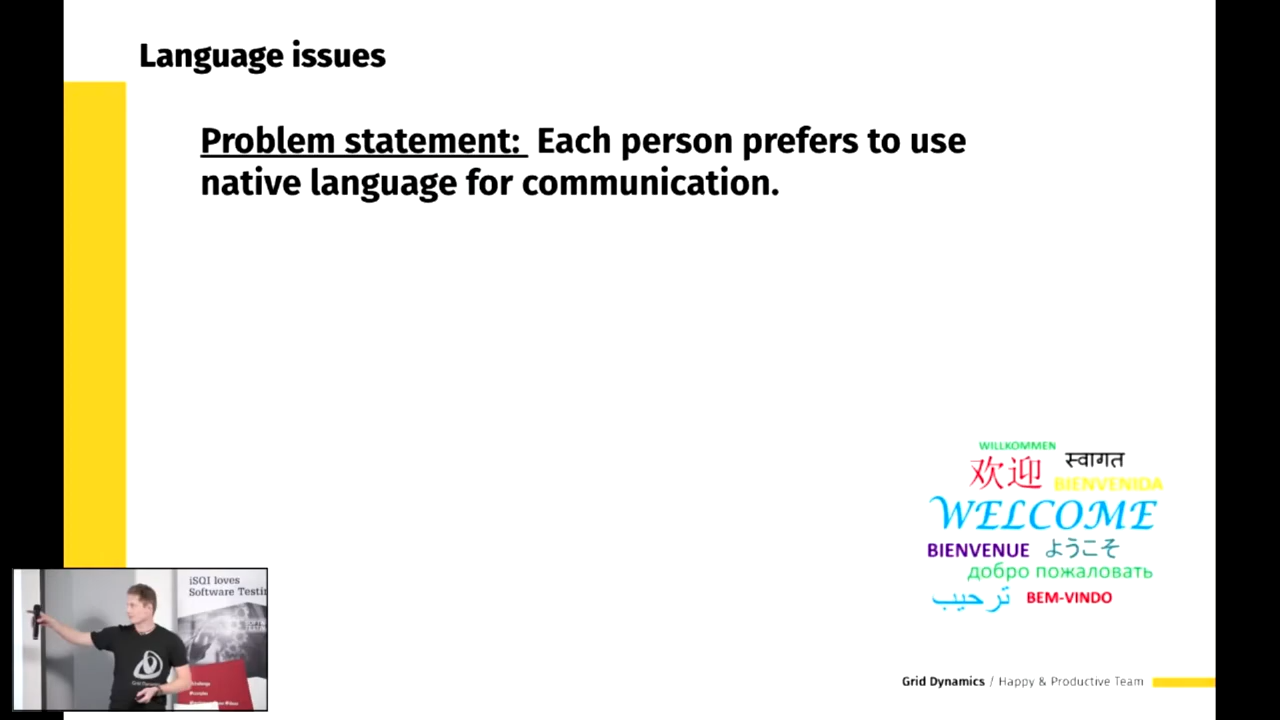 Language issues
Problem statement: Each person prefers to use
native language for communication.
WILLKOMMEN
欢迎 स्वागत
BIENVENIDA
WELCOME
BIENVENUE ようこそ
добро пожаловать
ترحيب BEM-VINDO
iSQI loves
Software Testin
Grid Dynamics / Happy & Productive Team